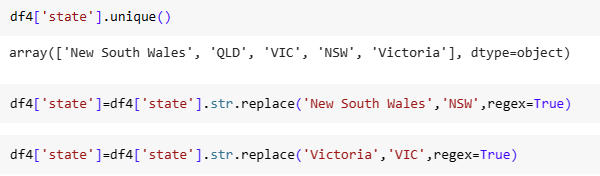 df4['state'].unique()
array(['New South Wales', 'QLD', 'VIC', 'NSW', 'Victoria'], dtype=object)
df4['state']=df4['state'].str.replace('New South Wales','NSW',regex=True)
df4['state']=df4['state'].str.replace('Victoria','VIC',regex=True)